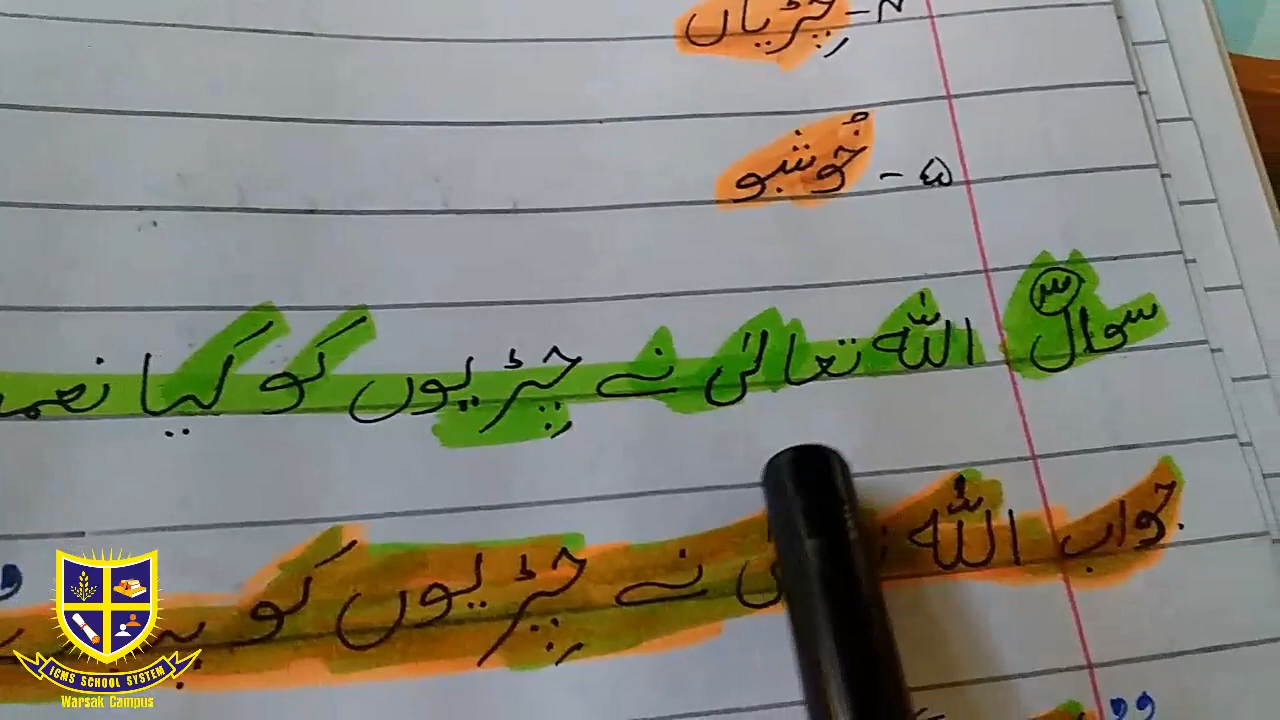 ۴- چڑیاں
۵- خوشبو
سوال ۳ اللہ تعالیٰ نے چڑیوں کو کیا
جواب اللہ نے چڑیوں کو
ICMS SCHOOL SYSTEM
Warsak Campus